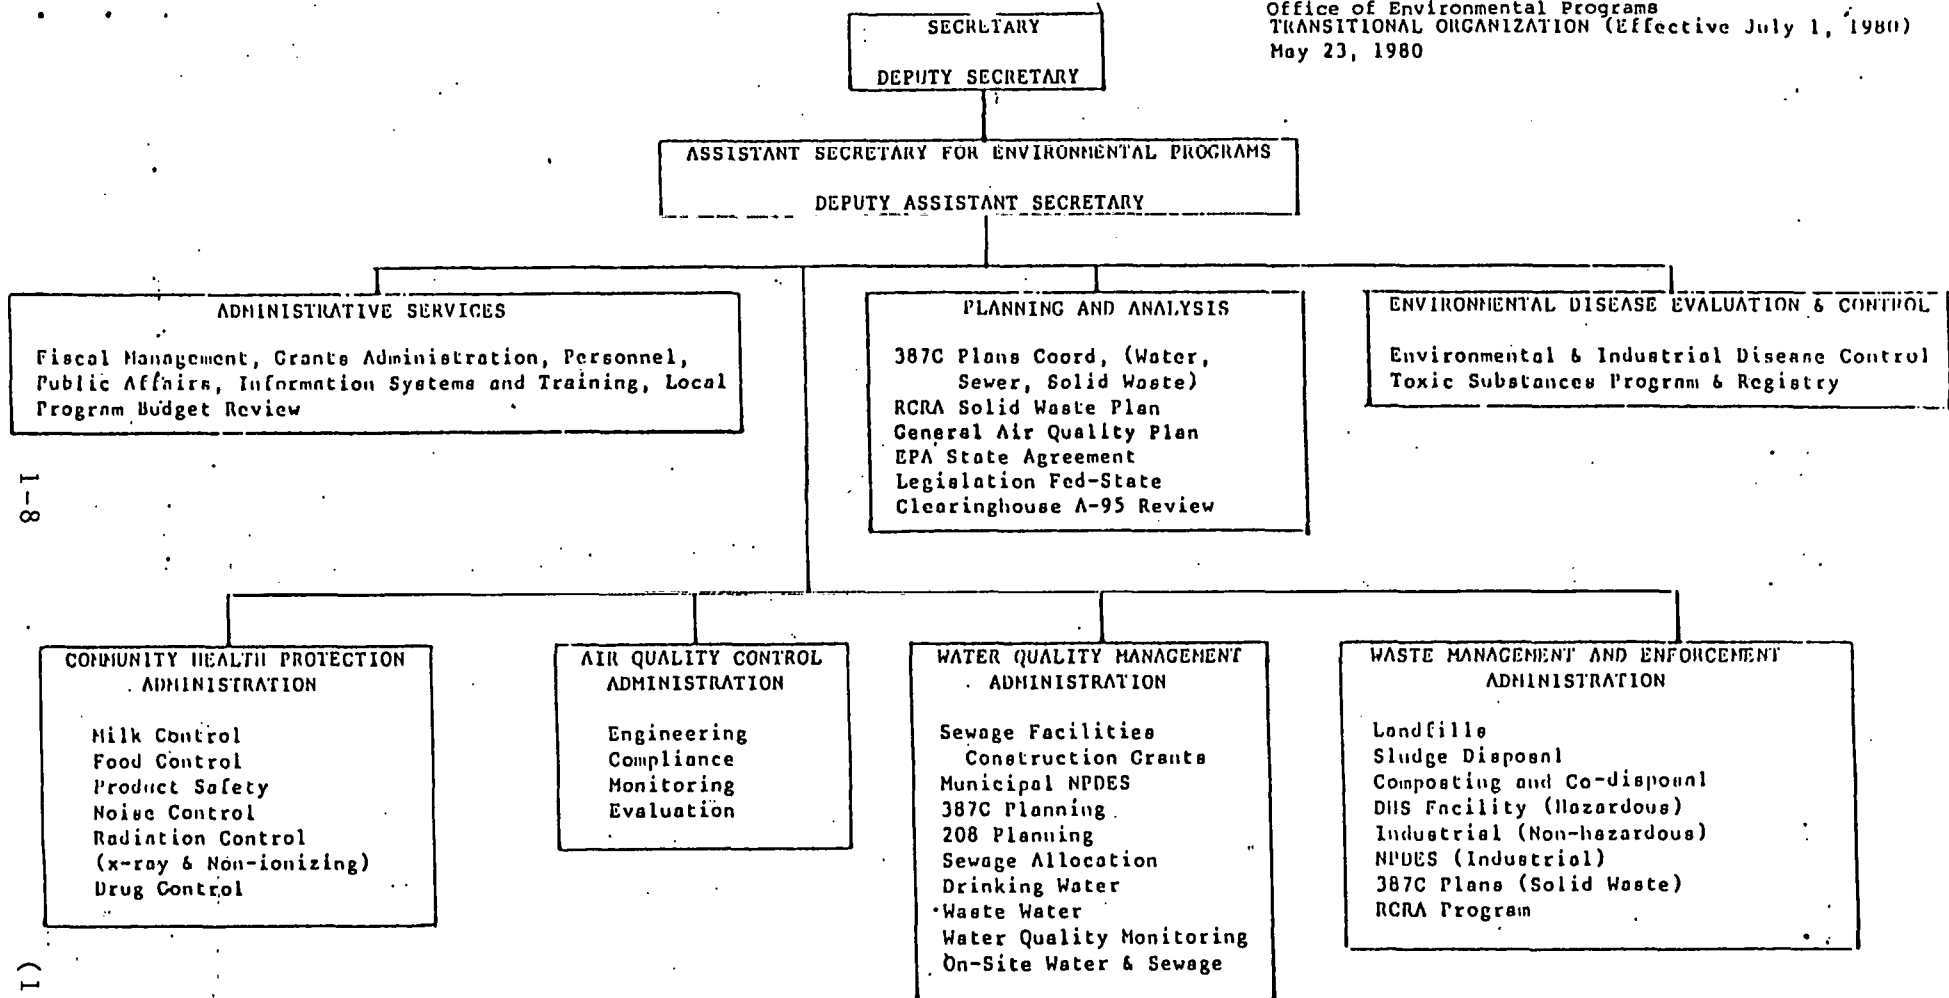 Office of Environmental Programs
TRANSITIONAL ORGANIZATION (Effective July 1, 1980)
May 23, 1980
SECRETARY
DEPUTY SECRETARY
ASSISTANT SECRETARY FOR ENVIRONMENTAL PROGRAMS
DEPUTY ASSISTANT SECRETARY
ADMINISTRATIVE SERVICES
Fiscal Management, Grants Administration, Personnel,
Public Affairs, Information Systems and Training, Local
Program Budget Review
PLANNING AND ANALYSIS
387C Plans Coord, (Water,
Sewer, Solid Waste)
RCRA Solid Waste Plan
General Air Quality Plan
EPA State Agreement
Legislation Fed-State
Clearinghouse A-95 Review
ENVIRONMENTAL DISEASE EVALUATION & CONTROL
Environmental & Industrial Disease Control
Toxic Substances Program & Registry
1-8
COMMUNITY HEALTH PROTECTION
ADMINISTRATION
Milk Control
Food Control
Product Safety
Noise Control
Radiation Control
(x-ray & Non-ionizing)
Drug Control
AIR QUALITY CONTROL
ADMINISTRATION
Engineering
Compliance
Monitoring
Evaluation
WATER QUALITY MANAGEMENT
ADMINISTRATION
Sewage Facilities
Construction Grants
Municipal NPDES
387C Planning
208 Planning
Sewage Allocation
Drinking Water
Waste Water
Water Quality Monitoring
On-Site Water & Sewage
WASTE MANAGEMENT AND ENFORCEMENT
ADMINISTRATION
Landfills
Sludge Disposal
Composting and Co-disposal
DHS Facility (Hazardous)
Industrial (Non-hazardous)
NPDES (Industrial)
387C Plans (Solid Waste)
RCRA Program
(1